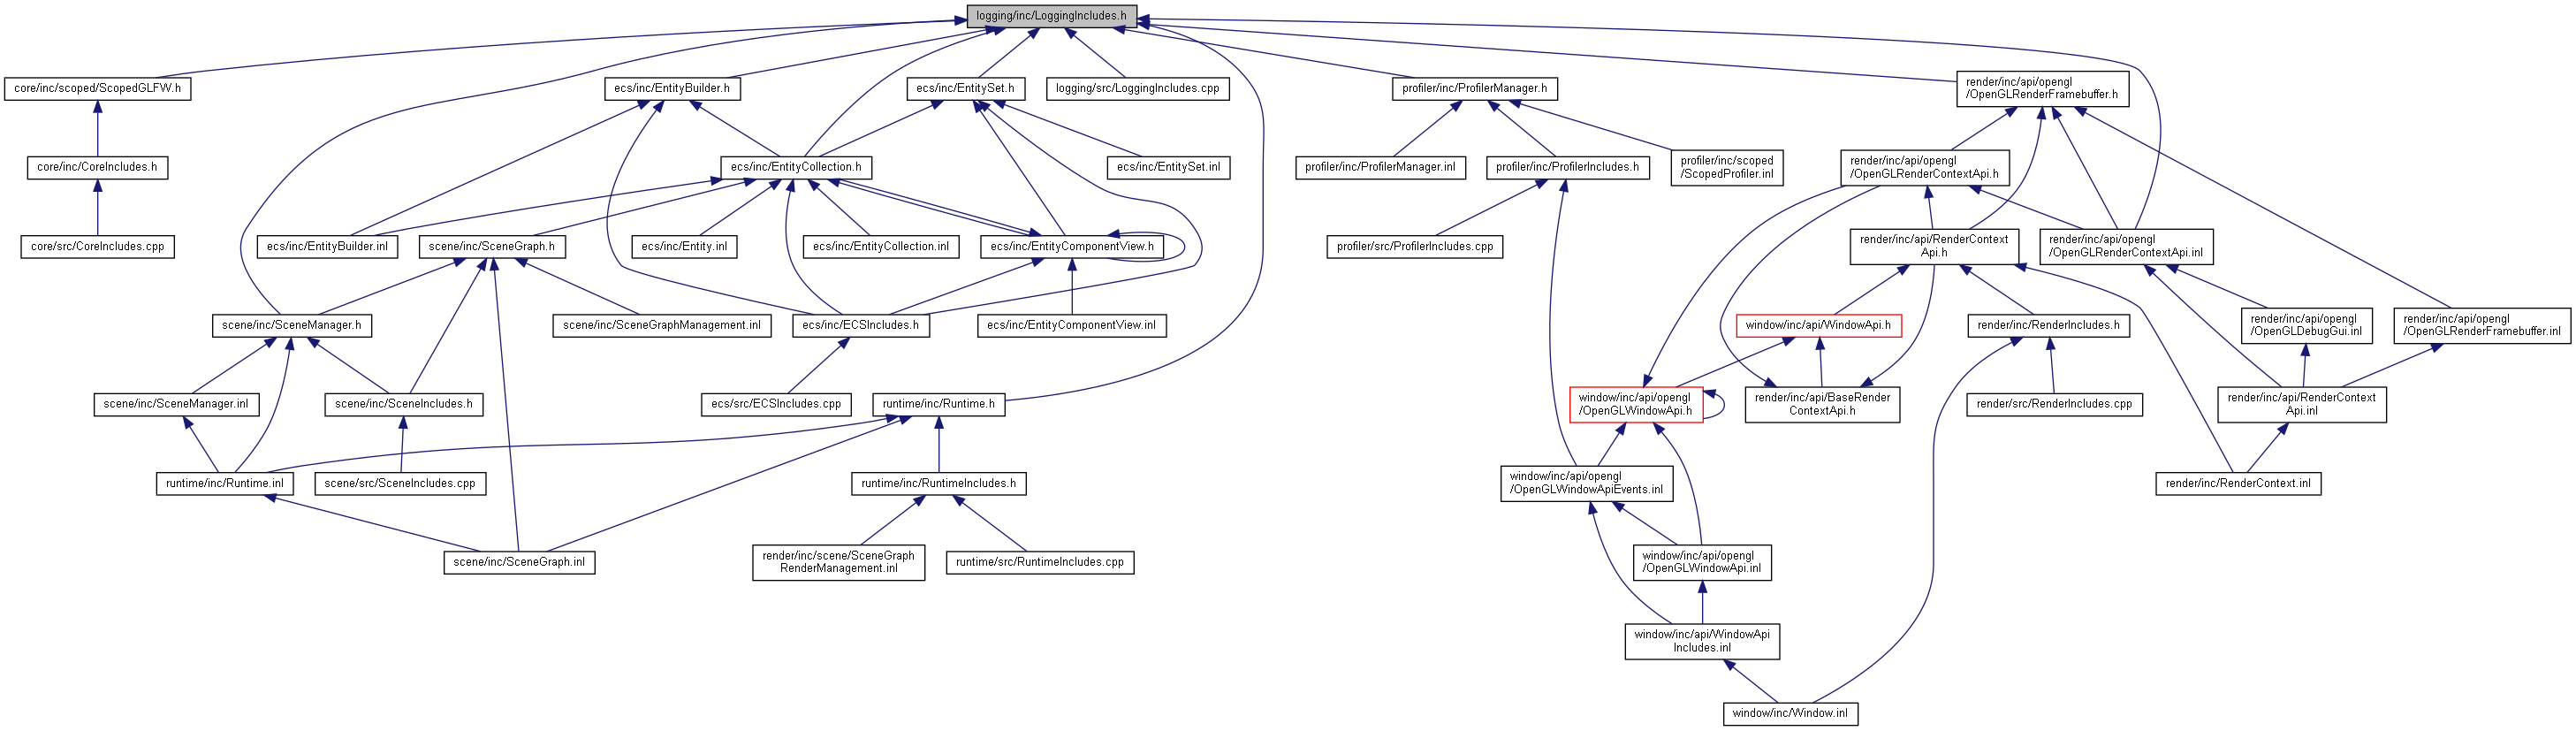 logging/inc/LoggingIncludes.h
core/inc/scoped/ScopedGLFW.h
ecs/inc/EntityBuilder.h
ecs/inc/EntitySet.h
logging/src/LoggingIncludes.cpp
profiler/inc/ProfilerManager.h
render/inc/api/opengl
/OpenGLRenderFramebuffer.h
core/inc/CoreIncludes.h
ecs/inc/EntityCollection.h
ecs/inc/EntitySet.inl
profiler/inc/ProfilerManager.inl
profiler/inc/ProfilerIncludes.h
profiler/inc/scoped
/ScopedProfiler.inl
render/inc/api/opengl
/OpenGLRenderContextApi.h
core/src/CoreIncludes.cpp
ecs/inc/EntityBuilder.inl
scene/inc/SceneGraph.h
ecs/inc/Entity.inl
ecs/inc/EntityCollection.inl
ecs/inc/EntityComponentView.h
profiler/src/ProfilerIncludes.cpp
render/inc/api/RenderContext
Api.h
render/inc/api/opengl
/OpenGLRenderContextApi.inl
scene/inc/SceneManager.h
scene/inc/SceneGraphManagement.inl
ecs/inc/ECSIncludes.h
ecs/inc/EntityComponentView.inl
window/inc/api/WindowApi.h
render/inc/RenderIncludes.h
render/inc/api/opengl
/OpenGLDebugGui.inl
render/inc/api/opengl
/OpenGLRenderFramebuffer.inl
scene/inc/SceneManager.inl
scene/inc/SceneIncludes.h
ecs/src/ECSIncludes.cpp
runtime/inc/Runtime.h
window/inc/api/opengl
/OpenGLWindowApi.h
render/inc/api/BaseRender
ContextApi.h
render/src/RenderIncludes.cpp
render/inc/api/RenderContext
Api.inl
runtime/inc/Runtime.inl
scene/src/SceneIncludes.cpp
runtime/inc/RuntimeIncludes.h
window/inc/api/opengl
/OpenGLWindowApiEvents.inl
render/inc/RenderContext.inl
scene/inc/SceneGraph.inl
render/inc/scene/SceneGraph
RenderManagement.inl
runtime/src/RuntimeIncludes.cpp
window/inc/api/opengl
/OpenGLWindowApi.inl
window/inc/api/WindowApi
Includes.inl
window/inc/Window.inl